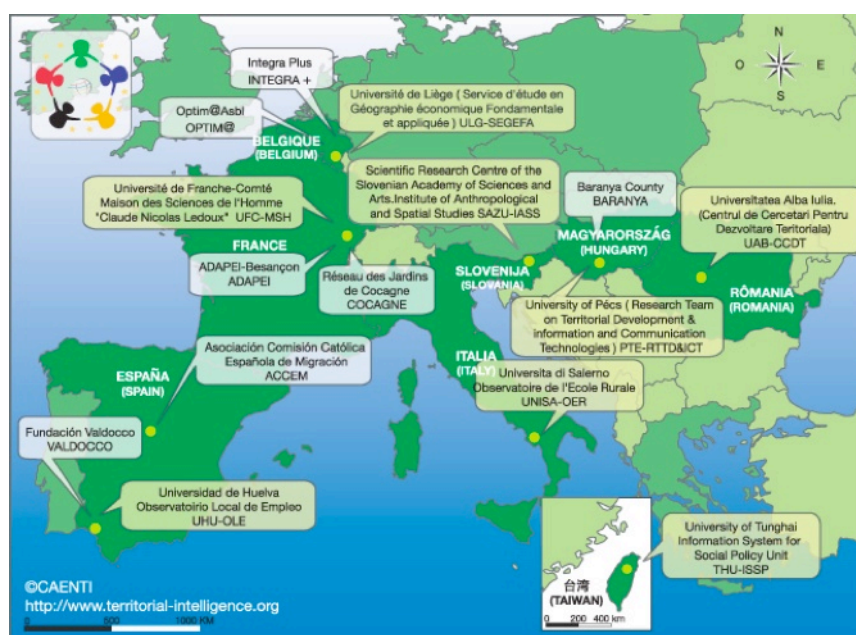 N
O E
S
Integra Plus
INTEGRA +
Université de Liège ( Service d'étude en
Géographie économique Fondamentale
et appliquée ) ULG-SEGEFA
Optim@Asbl
OPTIM@
BELGIQUE
(BELGIUM)
Scientific Research Centre of the
Slovenian Academy of Sciences and
Arts.Institute of Anthropological
and Spatial Studies SAZU-IASS
Baranya County
BARANYA
Universitatea Alba Iulia.
(Centrul de Cercetari Pentru
Dezvoltare Teritoriala)
UAB-CCDT
Université de Franche-Comté
Maison des Sciences de l'Homme
"Claude Nicolas Ledoux" UFC-MSH
FRANCE
MAGYARORSZÁG
(HUNGARY)
ADAPEI-Besançon
ADAPEI
Réseau des Jardins
de Cocagne
COCAGNE
SLOVENIJA
(SLOVANIA)
RÔMANIA
(ROMANIA)
University of Pécs ( Research Team
on Territorial Development &
information and Communication
Technologies ) PTE-RTTD&ICT
Asociación Comisión Católica
Española de Migración
ACCEM
ITALIA
(ITALY)
ESPAÑA
(SPAIN)
Universita di Salerno
Observatoire de l'Ecole Rurale
UNISA-OER
Fundación Valdocco
VALDOCCO
Universidad de Huelva
Observatoirio Local de Empleo
UHU-OLE
University of Tunghai
Information System for
Social Policy Unit
THU-ISSP
台湾
(TAIWAN)
0 200 400 km
©CAENTI
http://www.territorial-intelligence.org
0 500 1000 KM